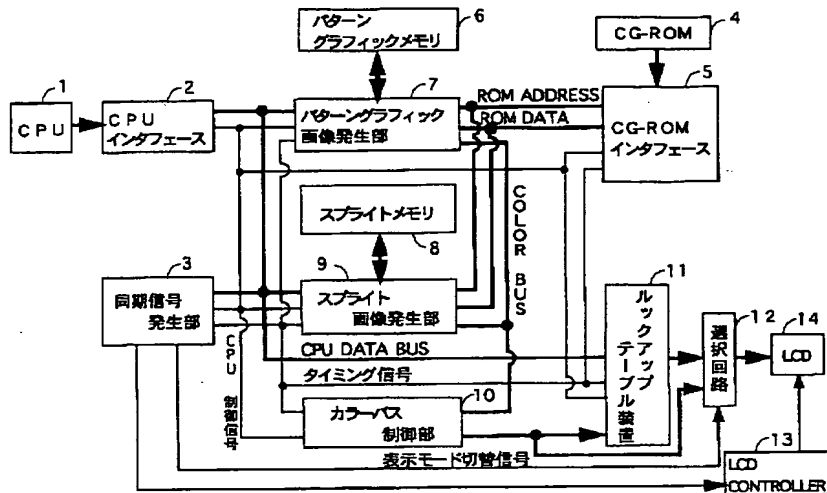 6
パターン
グラフィックメモリ
4
CG-ROM
1
CPU
2
CPU
インタフェース
7
パターングラフィック
画像発生部
ROM ADDRESS
ROM DATA
5
CG-ROM
インタフェース
スプライトメモリ
8
COLOR BUS
3
同期信号
発生部
9
スプライト
画像発生部
11
ルックアップ
テーブル装置
12
選択回路
14
LCD
CPU DATA BUS
タイミング信号
CPU制御信号
10
カラーバス
制御部
表示モード切替信号
13
LCD
CONTROLLER